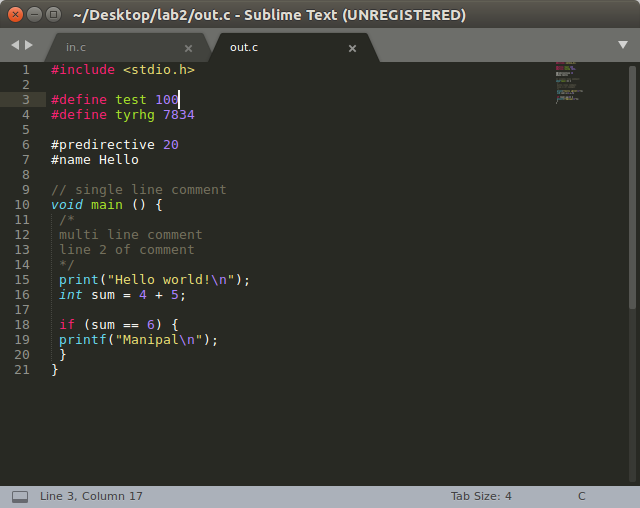 ~/Desktop/lab2/out.c - Sublime Text (UNREGISTERED)
in.c × out.c ×
1 #include <stdio.h>
2
3 #define test 100
4 #define tyrhg 7834
5
6 #predirective 20
7 #name Hello
8
9 // single line comment
10 void main () {
11 /*
12 multi line comment
13 line 2 of comment
14 */
15 print("Hello world!\n");
16 int sum = 4 + 5;
17
18 if (sum == 6) {
19 printf("Manipal\n");
20 }
21 }
Line 3, Column 17 Tab Size: 4 C